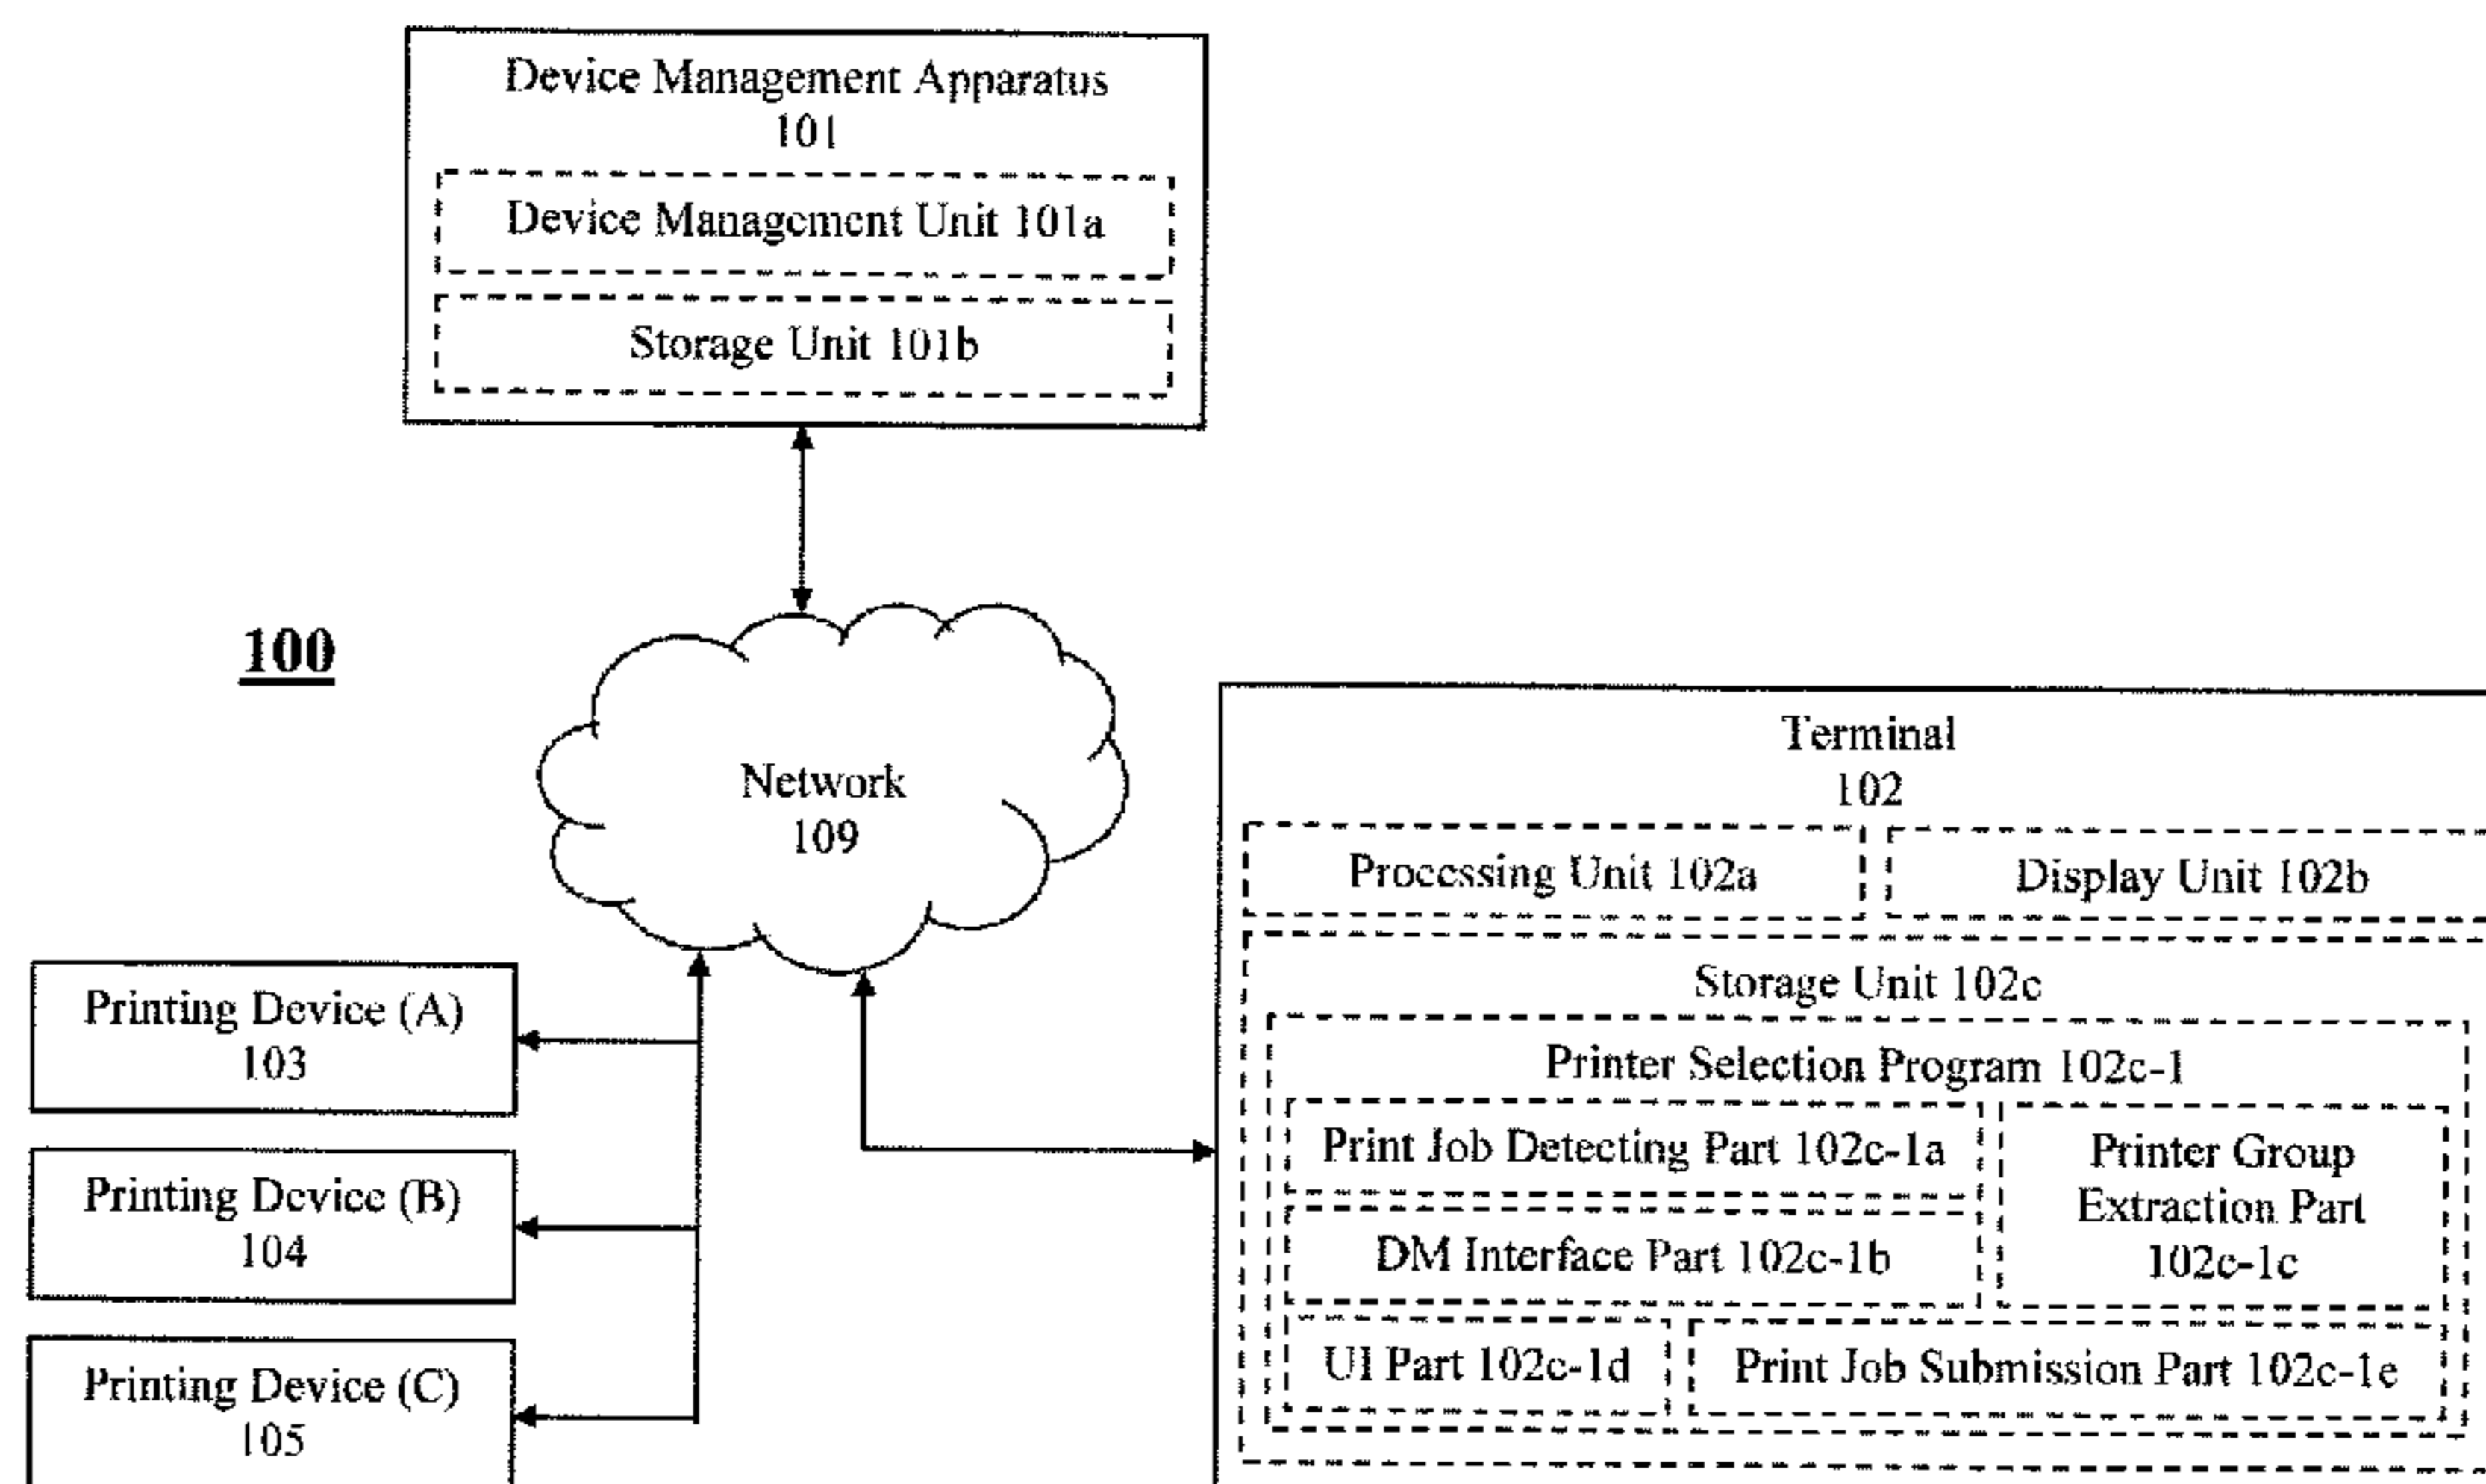 Device Management Apparatus
101
Device Management Unit 101a
Storage Unit 101b
100
Network
109
Terminal
102
Processing Unit 102a
Display Unit 102b
Storage Unit 102c
Printer Selection Program 102c-1
Print Job Detecting Part 102c-1a
Printer Group
Extraction Part
102c-1c
DM Interface Part 102c-1b
UI Part 102c-1d
Print Job Submission Part 102c-1e
Printing Device (A)
103
Printing Device (B)
104
Printing Device (C)
105